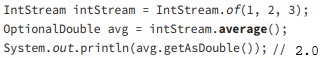 IntStream intStream = IntStream.of(1, 2, 3);
OptionalDouble avg = intStream.average();
System.out.println(avg.getAsDouble()); // 2.0